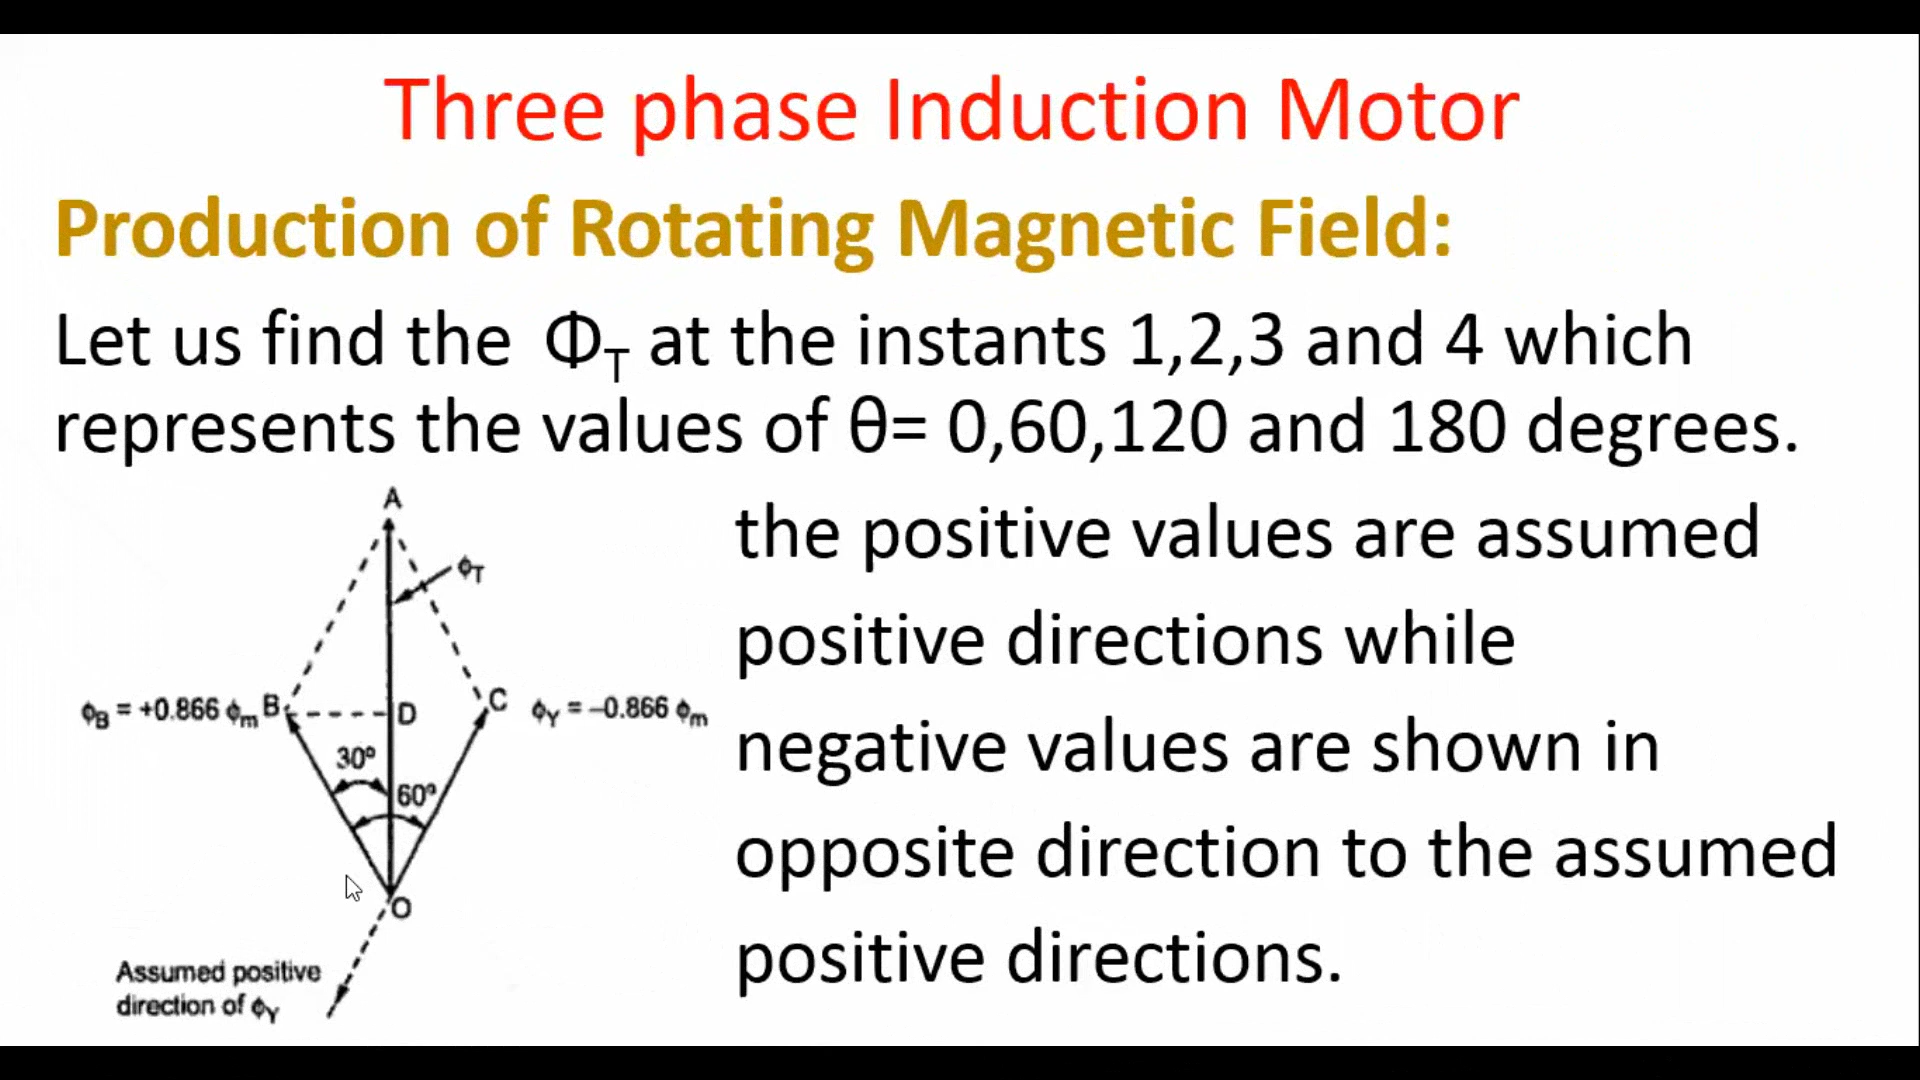 Three phase Induction Motor
Production of Rotating Magnetic Field:
Let us find the ΦT at the instants 1,2,3 and 4 which
represents the values of θ= 0,60,120 and 180 degrees.
the positive values are assumed
positive directions while
negative values are shown in
opposite direction to the assumed
positive directions.
A
ϕT
ϕB = +0.866 ϕm B
D
C ϕY = –0.866 ϕm
30º
60º
O
Assumed positive
direction of ϕY